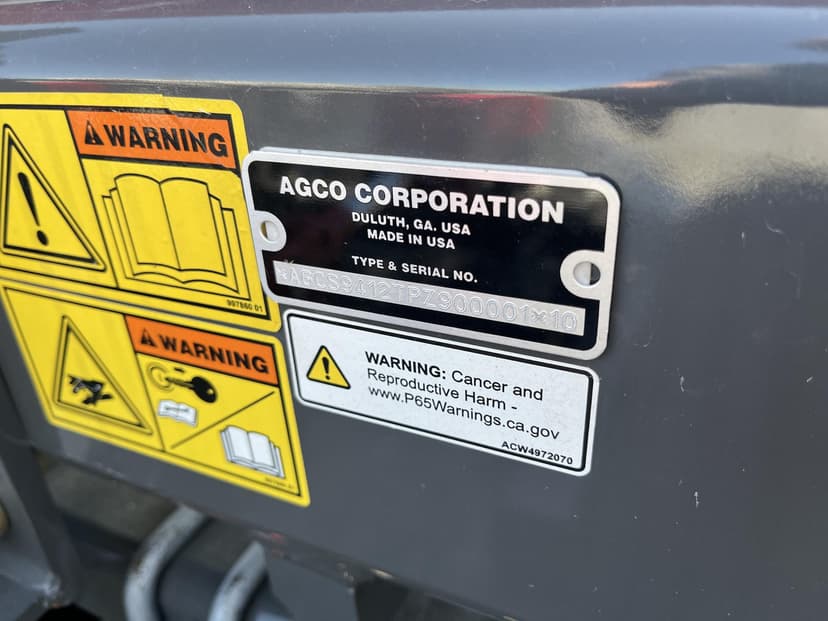 WARNING
997860 01
WARNING
AGCO CORPORATION
DULUTH, GA. USA
MADE IN USA
TYPE & SERIAL NO.
*AGCS9412TPZ900001*10
WARNING: Cancer and
Reproductive Harm -
www.P65Warnings.ca.gov
ACW4972070